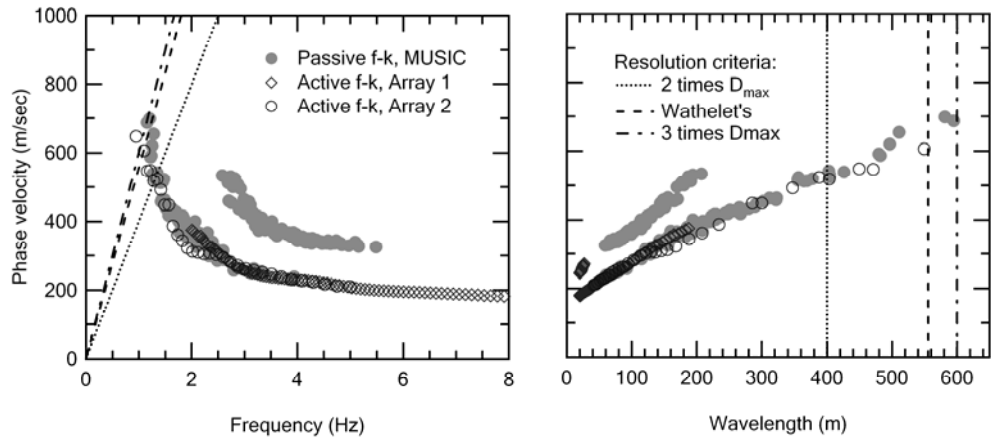 1000
800
600
400
200
0
Phase velocity (m/sec)
0 2 4 6 8
Frequency (Hz)
Passive f-k, MUSIC
Active f-k, Array 1
Active f-k, Array 2
Resolution criteria:
2 times Dmax
Wathelet's
3 times Dmax
0 100 200 300 400 500 600
Wavelength (m)